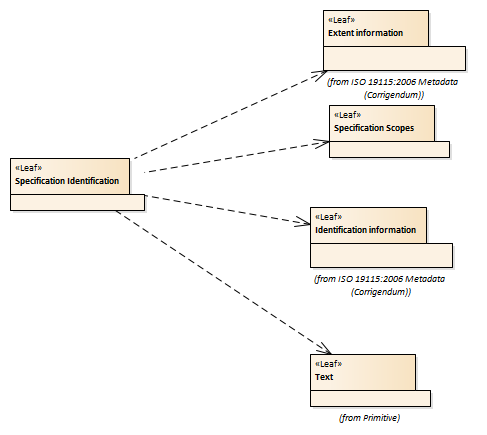 «Leaf»
Extent information
(from ISO 19115:2006 Metadata
(Corrigendum))
«Leaf»
Specification Scopes
«Leaf»
Specification Identification
«Leaf»
Identification information
(from ISO 19115:2006 Metadata
(Corrigendum))
«Leaf»
Text
(from Primitive)